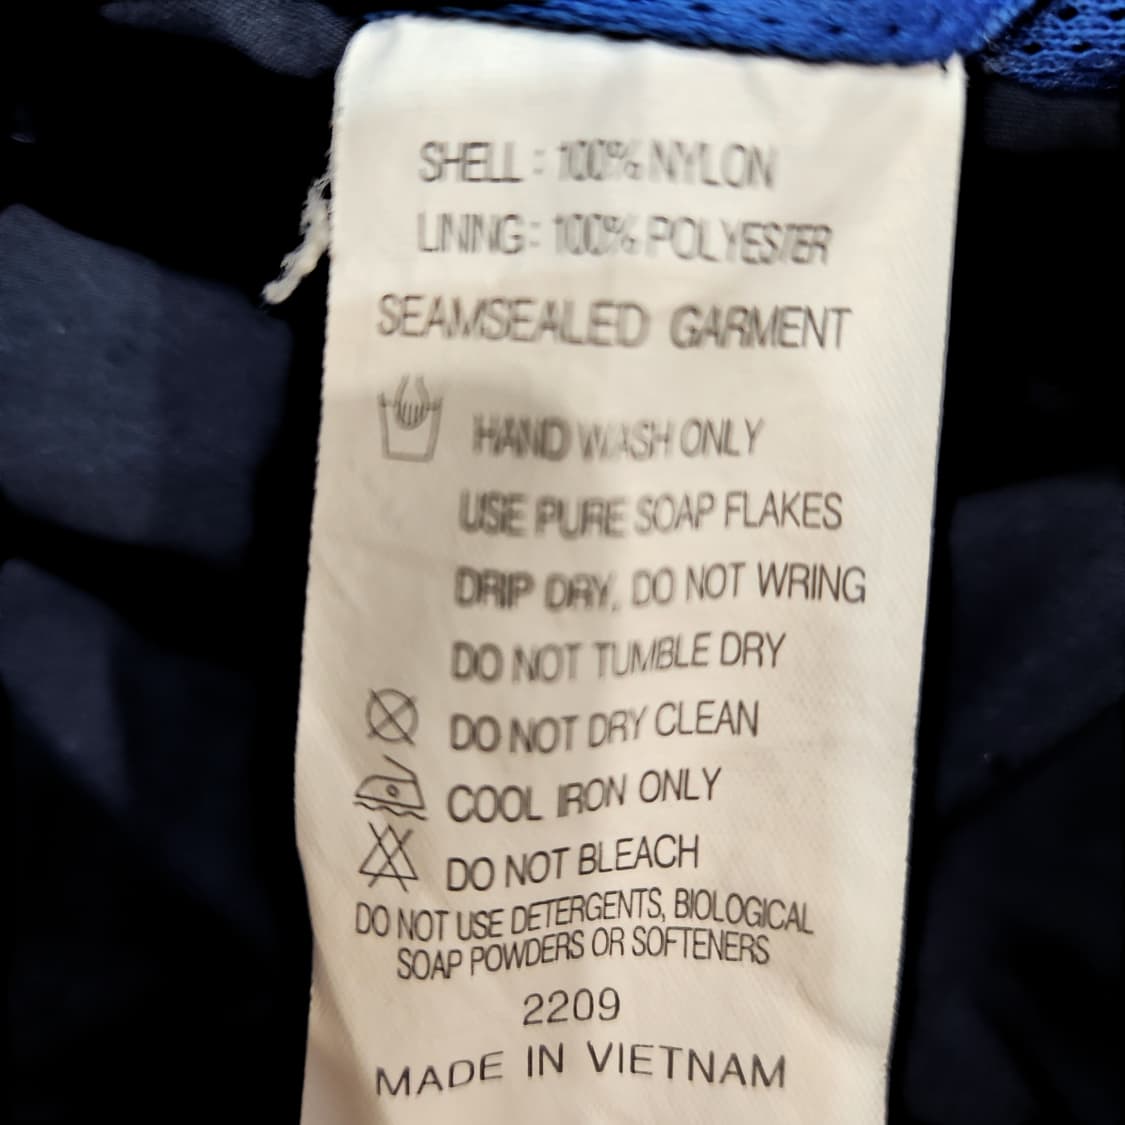 SHELL : 100% NYLON
LINING : 100% POLYESTER
SEAMSEALED GARMENT
HAND WASH ONLY
USE PURE SOAP FLAKES
DRIP DRY, DO NOT WRING
DO NOT TUMBLE DRY
DO NOT DRY CLEAN
COOL IRON ONLY
DO NOT BLEACH
DO NOT USE DETERGENTS, BIOLOGICAL
SOAP POWDERS OR SOFTENERS
2209
MADE IN VIETNAM